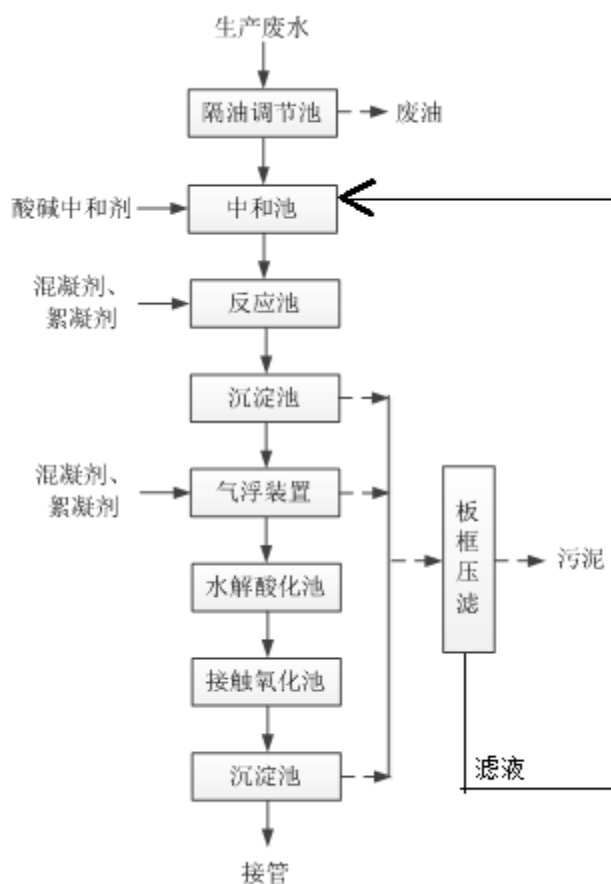 生产废水
隔油调节池
废油
酸碱中和剂
中和池
混凝剂、
絮凝剂
反应池
沉淀池
混凝剂、
絮凝剂
气浮装置
板
框
压
滤
污泥
水解酸化池
接触氧化池
沉淀池
滤液
接管